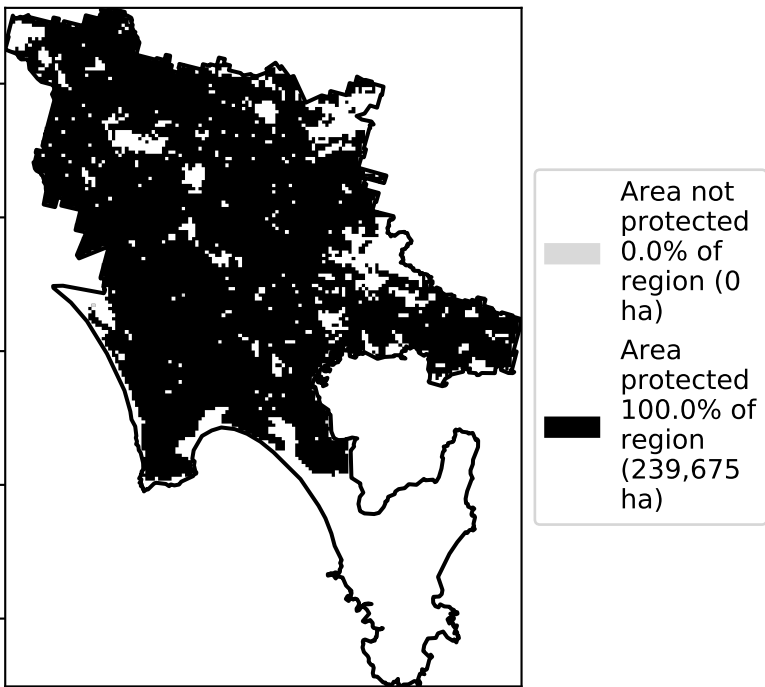 Area not
protected
0.0% of
region (0
ha)
Area
protected
100.0% of
region
(239,675
ha)